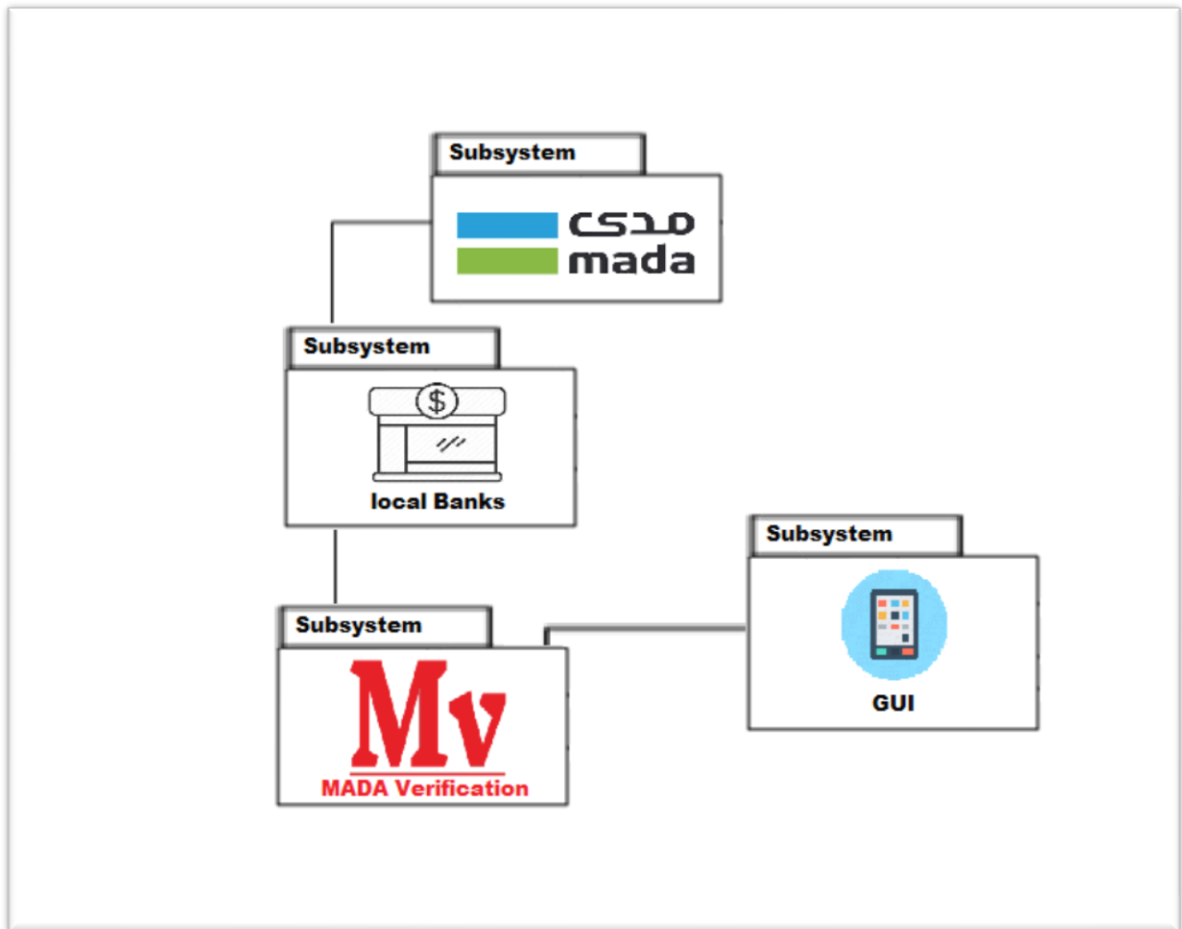 Subsystem
مدى
mada
Subsystem
$
local Banks
Subsystem
GUI
Subsystem
Mv
MADA Verification